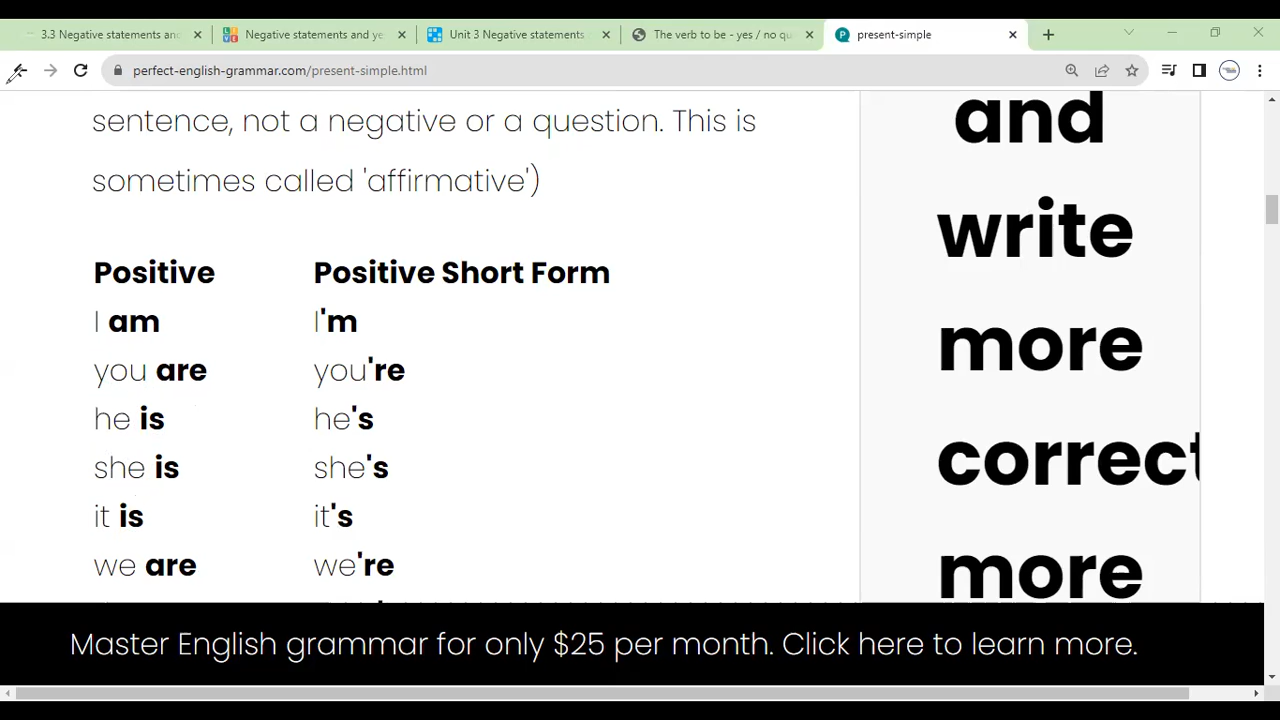 3.3 Negative statements and
Negative statements and ye
Unit 3 Negative statements
The verb to be - yes / no qu
present-simple
perfect-english-grammar.com/present-simple.html
sentence, not a negative or a question. This is
sometimes called 'affirmative')
Positive Positive Short Form
I am I'm
you are you're
he is he's
she is she's
it is it's
we are we're
and
write
more
correct
more
Master English grammar for only $25 per month. Click here to learn more.